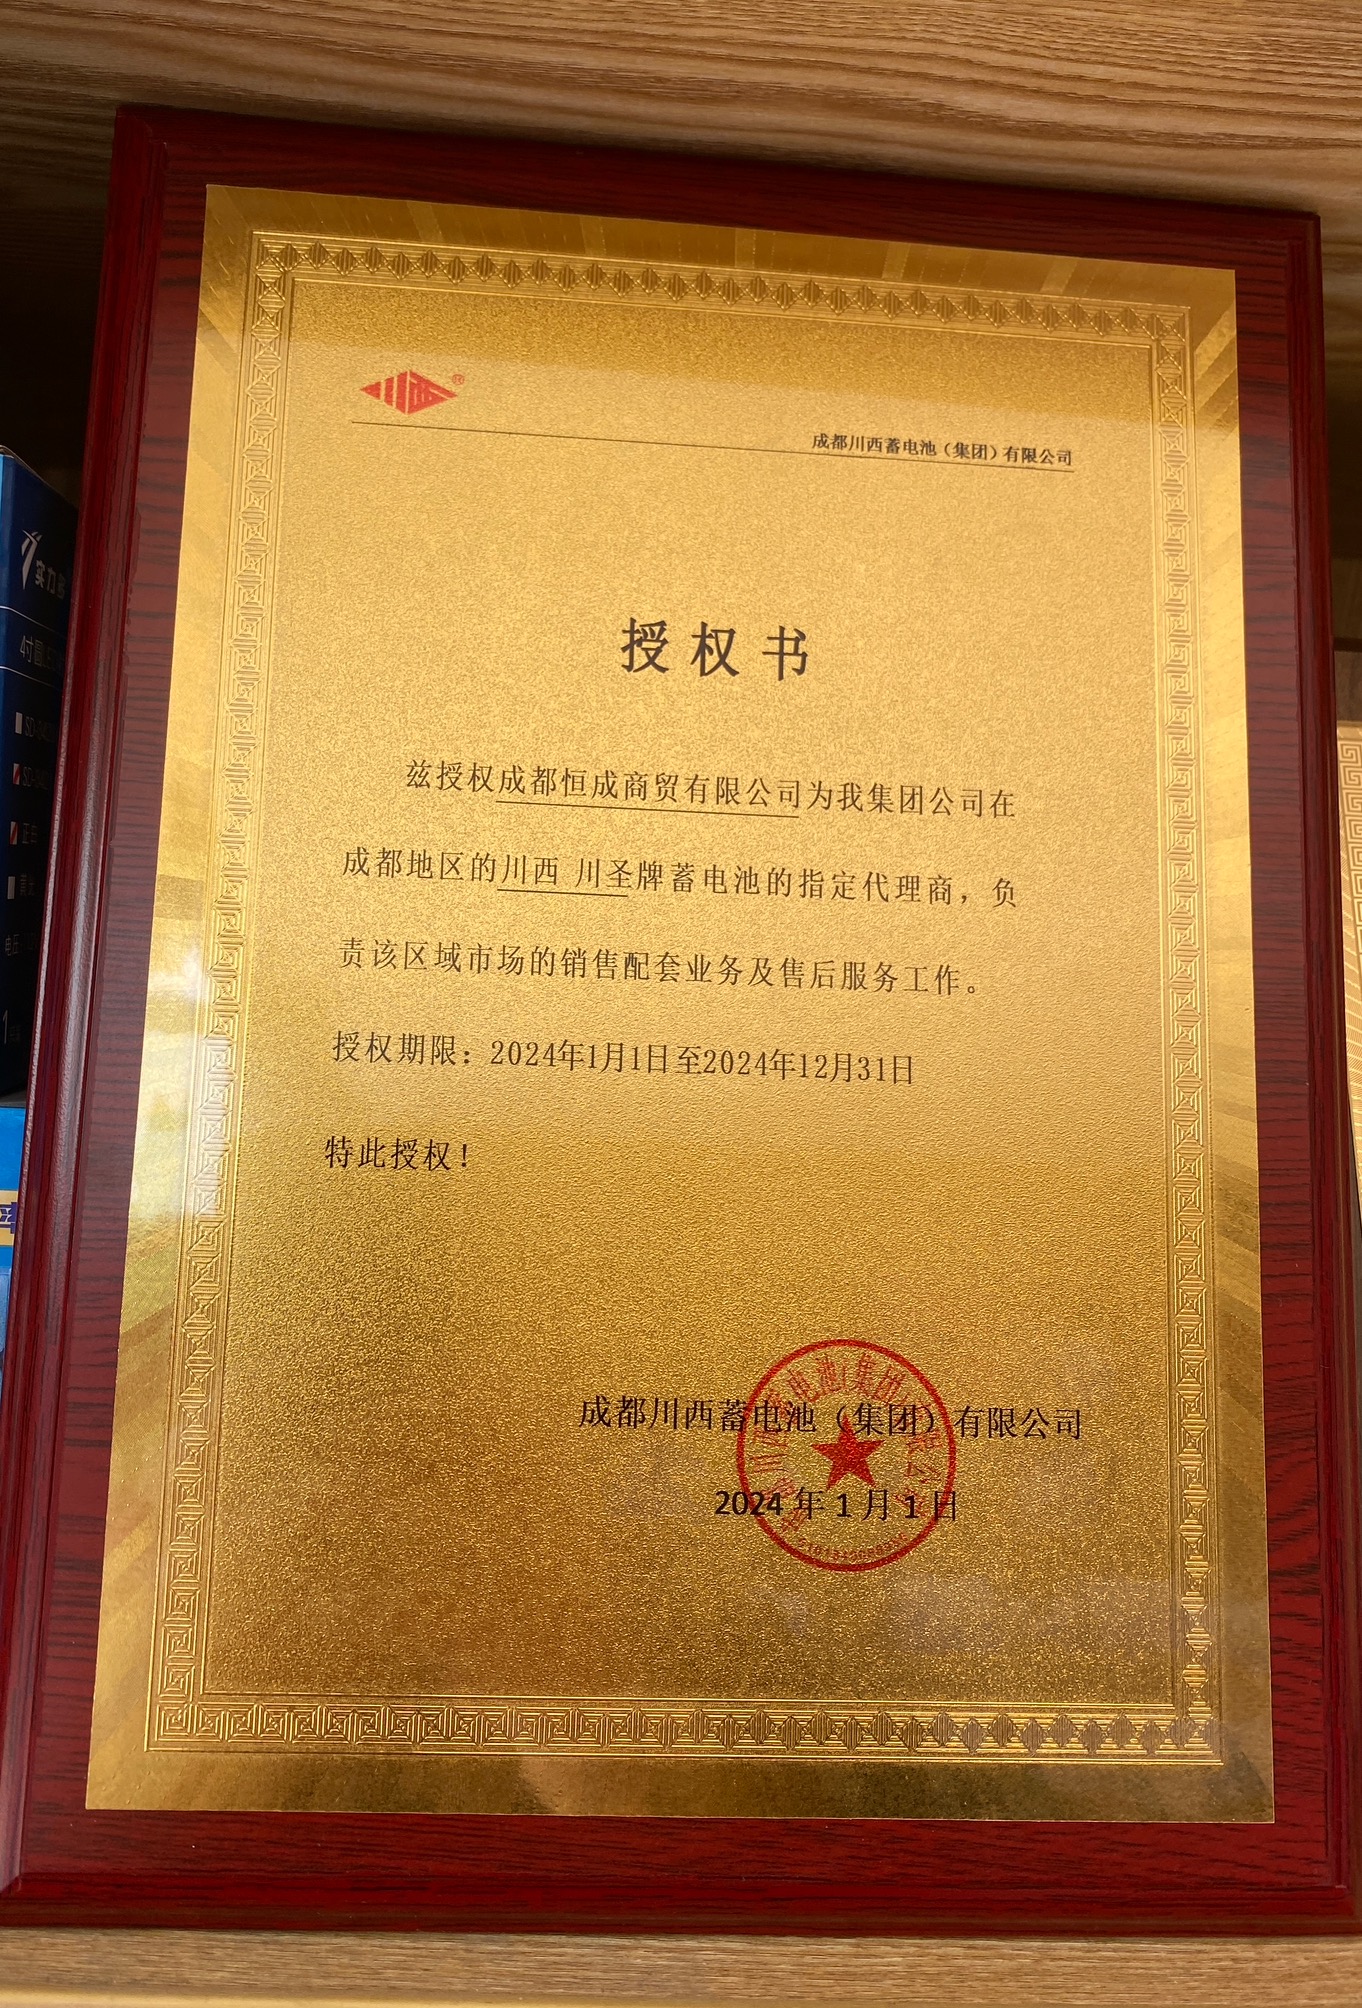 川西®
成都川西蓄电池（集团）有限公司
授权书
兹授权成都恒成商贸有限公司为我集团公司在
成都地区的川西 川圣牌蓄电池的指定代理商，负
责该区域市场的销售配套业务及售后服务工作。
授权期限：2024年1月1日至2024年12月31日
特此授权！
成都川西蓄电池（集团）有限公司
2024年1月1日
实力
4寸